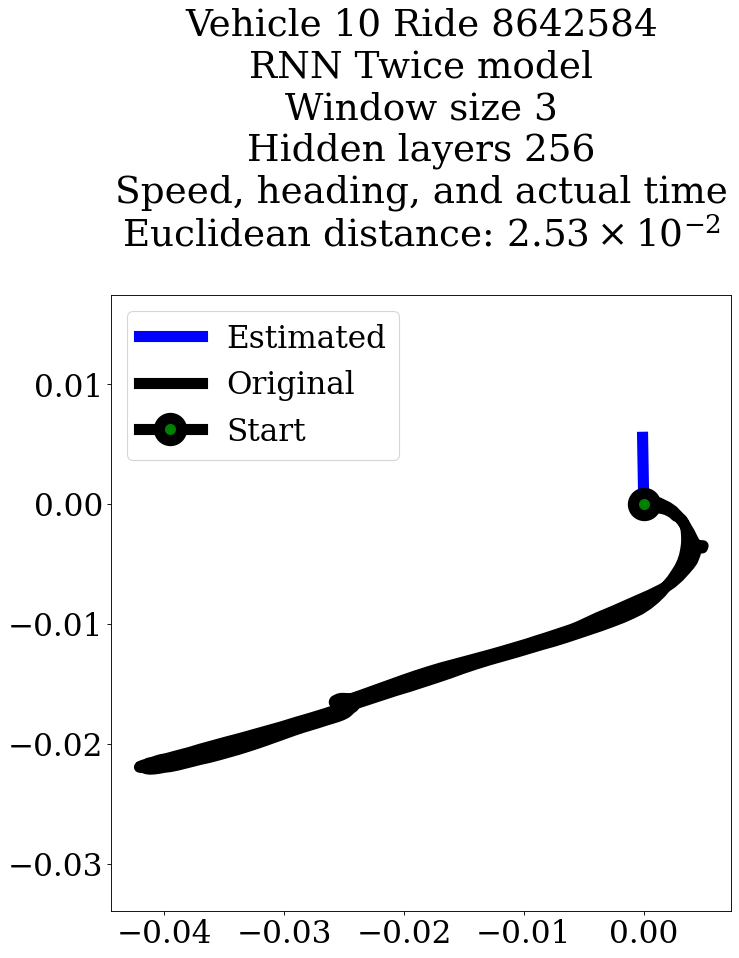 Vehicle 10 Ride 8642584
RNN Twice model
Window size 3
Hidden layers 256
Speed, heading, and actual time
Euclidean distance: 2.53 × 10⁻²
Estimated
Original
Start
0.01
0.00
−0.01
−0.02
−0.03
−0.04 −0.03 −0.02 −0.01 0.00